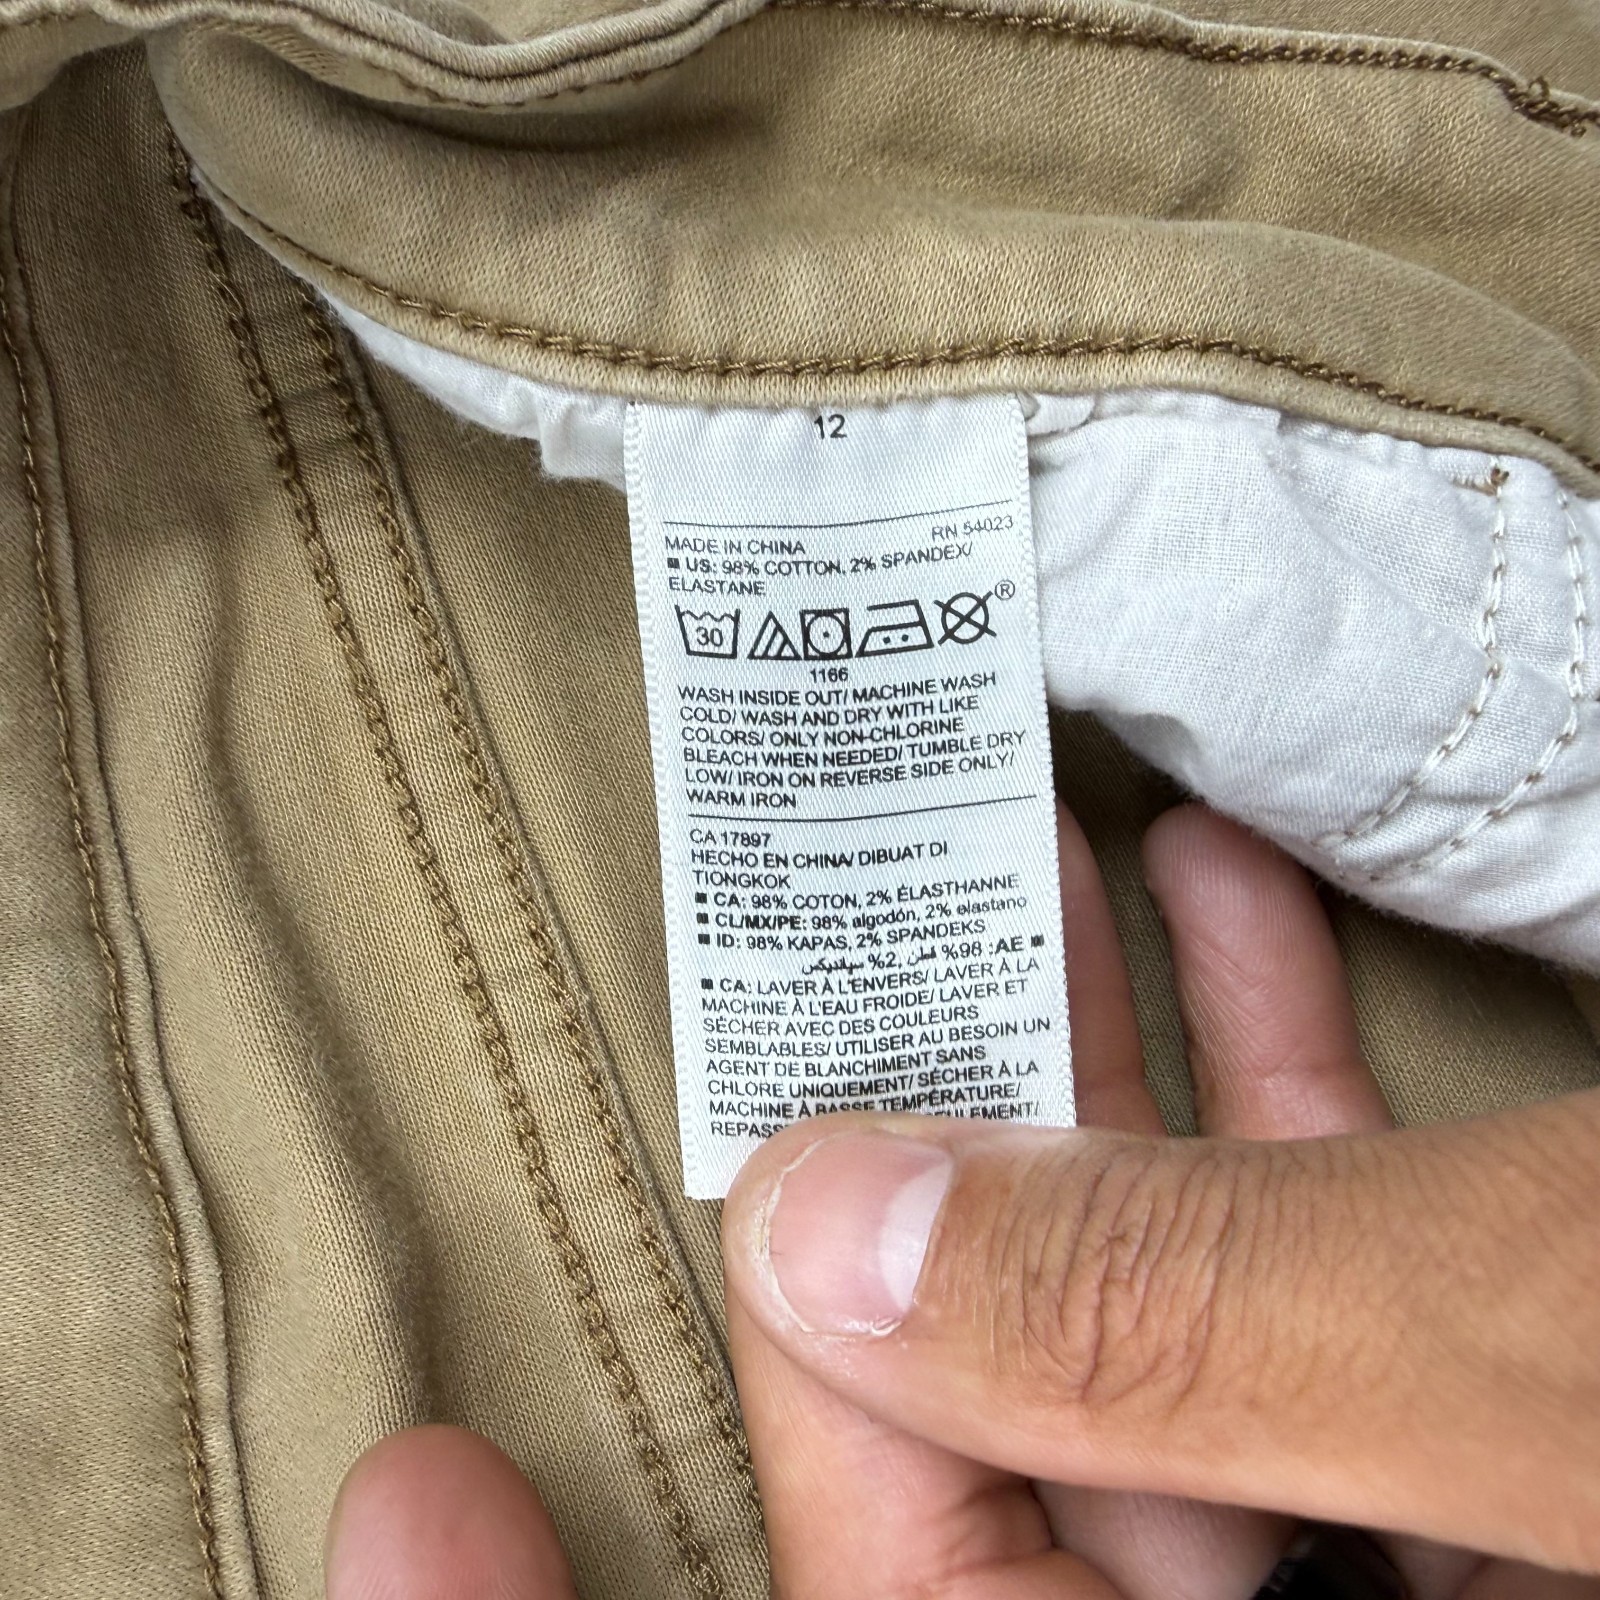 12
RN 54023
MADE IN CHINA
■ US: 98% COTTON, 2% SPANDEX/
ELASTANE
30
®
1166
WASH INSIDE OUT/ MACHINE WASH
COLD/ WASH AND DRY WITH LIKE
COLORS/ ONLY NON-CHLORINE
BLEACH WHEN NEEDED/ TUMBLE DRY
LOW/ IRON ON REVERSE SIDE ONLY/
WARM IRON
CA 17897
HECHO EN CHINA/ DIBUAT DI
TIONGKOK
■ CA: 98% COTON, 2% ÉLASTHANNE
■ CL/MX/PE: 98% algodón, 2% elastano
■ ID: 98% KAPAS, 2% SPANDEKS
■ AE: 98% قطن, 2% سباندیکس
■ CA: LAVER À L'ENVERS/ LAVER À LA
MACHINE À L'EAU FROIDE/ LAVER ET
SÉCHER AVEC DES COULEURS
SEMBLABLES/ UTILISER AU BESOIN UN
AGENT DE BLANCHIMENT SANS
CHLORE UNIQUEMENT/ SÉCHER À LA
MACHINE À BASSE TEMPÉRATURE/